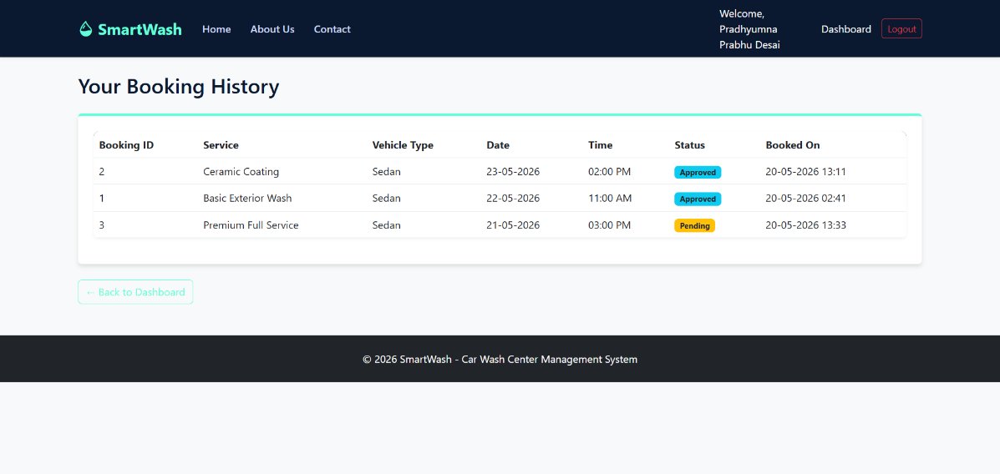 SmartWash Home About Us Contact
Welcome,
Pradhyumna
Prabhu Desai
Dashboard Logout
Your Booking History
Booking ID Service Vehicle Type Date Time Status Booked On
2 Ceramic Coating Sedan 23-05-2026 02:00 PM Approved 20-05-2026 13:11
1 Basic Exterior Wash Sedan 22-05-2026 11:00 AM Approved 20-05-2026 02:41
3 Premium Full Service Sedan 21-05-2026 03:00 PM Pending 20-05-2026 13:33
← Back to Dashboard
© 2026 SmartWash - Car Wash Center Management System